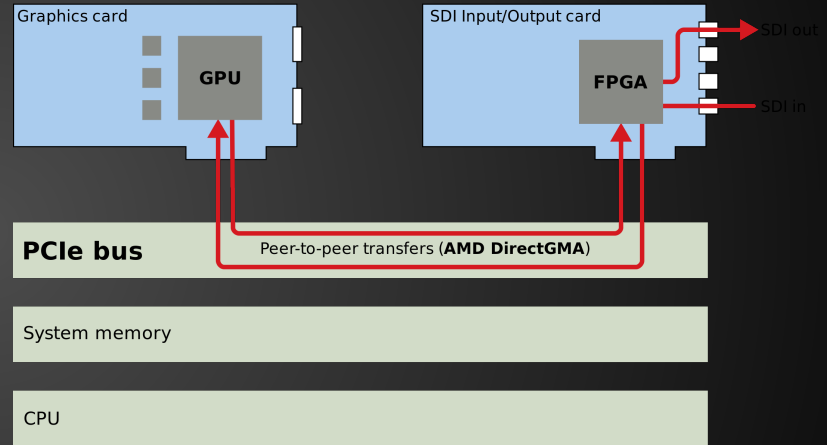 Graphics card
SDI Input/Output card
SDI out
GPU
FPGA
SDI in
PCIe bus
Peer-to-peer transfers (AMD DirectGMA)
System memory
CPU